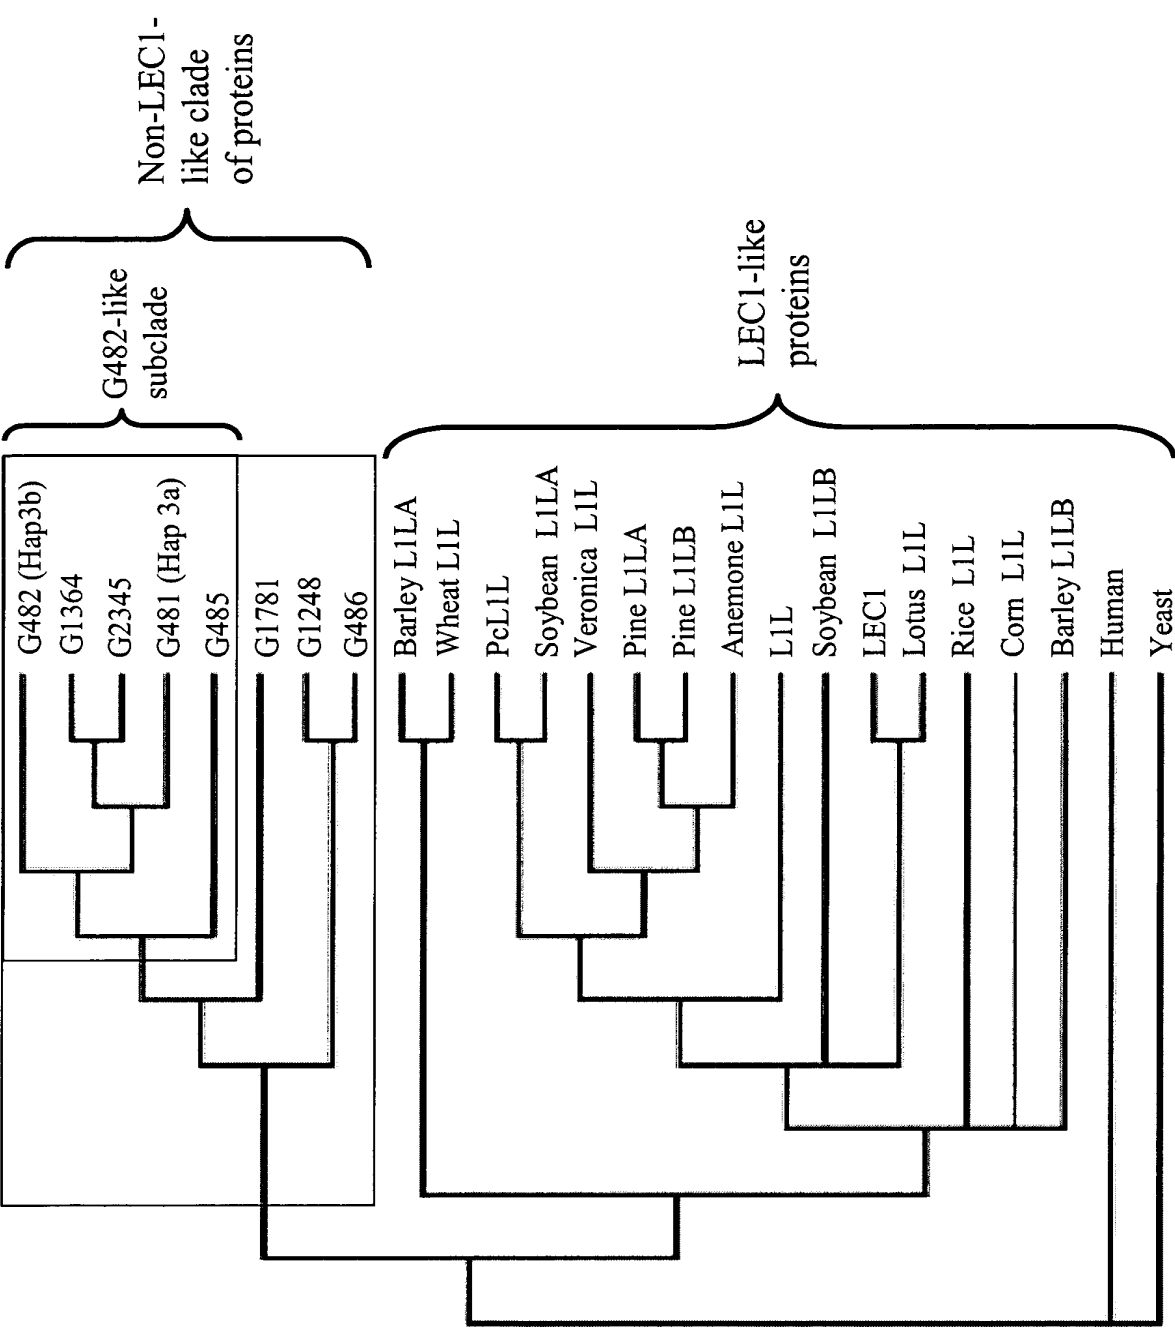 Non-LEC1-
like clade
of proteins
G482-like
subclade
LEC1-like
proteins
G482 (Hap3b)
G1364
G2345
G481 (Hap 3a)
G485
G1781
G1248
G486
Barley L1LA
Wheat L1L
PcL1L
Soybean L1LA
Veronica L1L
Pine L1LA
Pine L1LB
Anemone L1L
L1L
Soybean L1LB
LEC1
Lotus L1L
Rice L1L
Corn L1L
Barley L1LB
Human
Yeast